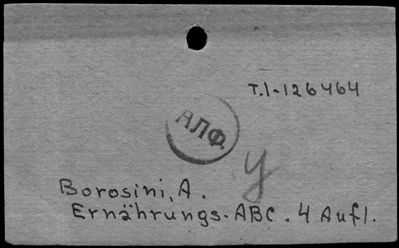 T.1-126464
АЛФ.
y
Borosini, A.
Ernährungs-ABC. 4 Aufl.